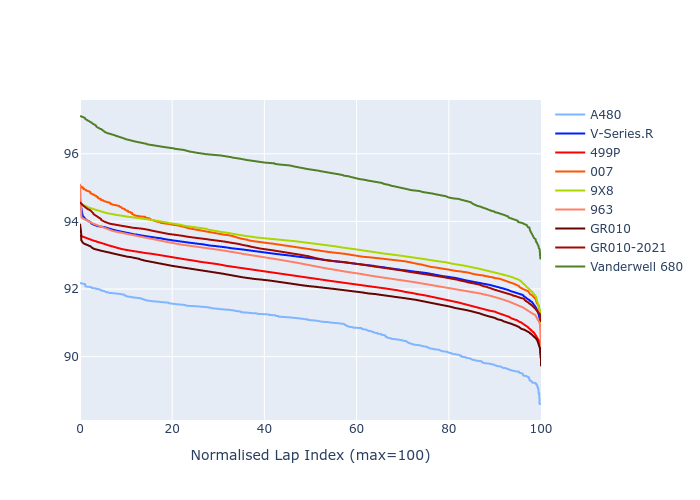 96
94
92
90
0 20 40 60 80 100
Normalised Lap Index (max=100)
A480
V-Series.R
499P
007
9X8
963
GR010
GR010-2021
Vanderwell 680